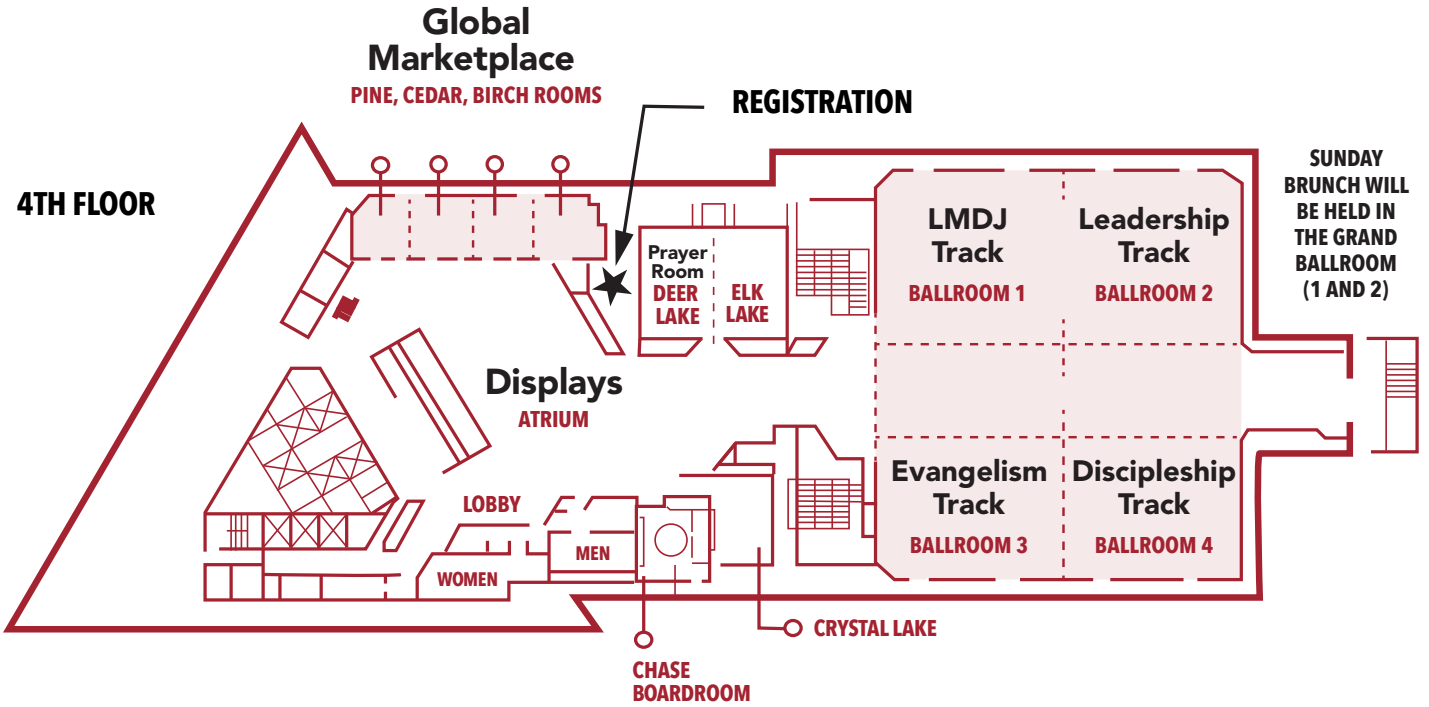 Global
Marketplace
PINE, CEDAR, BIRCH ROOMS
REGISTRATION
4TH FLOOR
SUNDAY
BRUNCH WILL
BE HELD IN
THE GRAND
BALLROOM
(1 AND 2)
Prayer
Room
DEER
LAKE
ELK
LAKE
LMDJ
Track
BALLROOM 1
Leadership
Track
BALLROOM 2
Displays
ATRIUM
Evangelism
Track
BALLROOM 3
Discipleship
Track
BALLROOM 4
LOBBY
MEN
WOMEN
CRYSTAL LAKE
CHASE
BOARDROOM